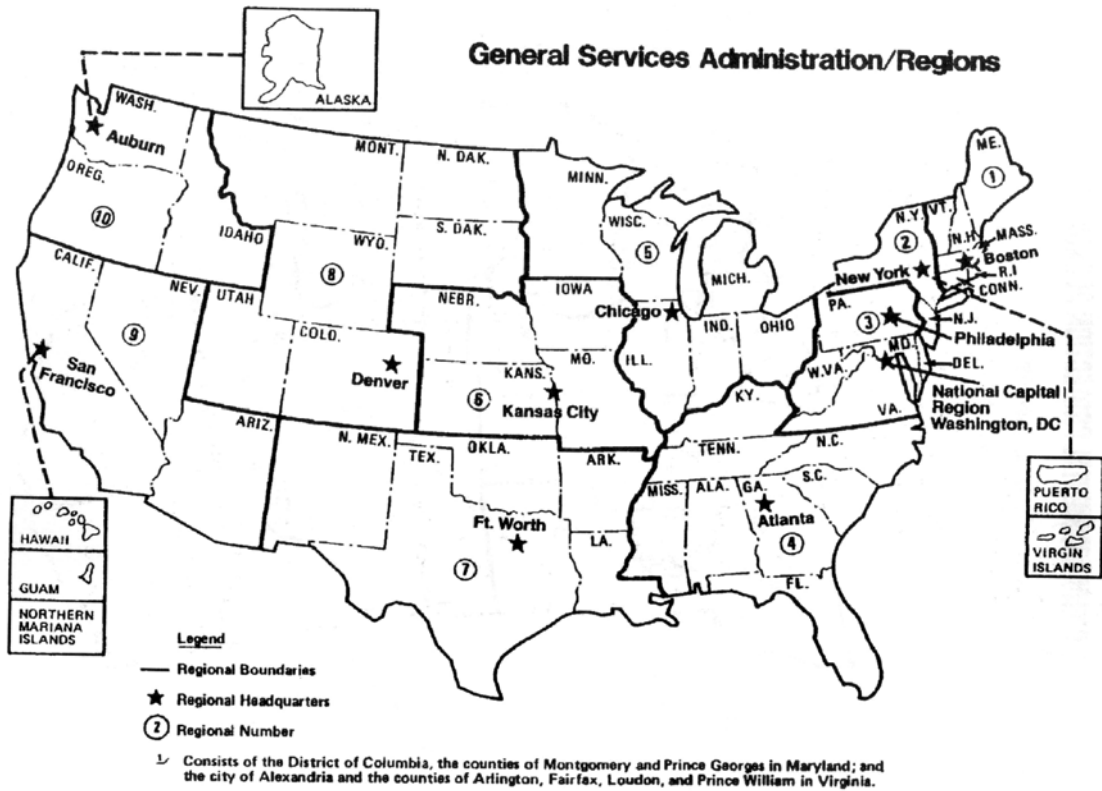 General Services Administration/Regions
ALASKA
WASH.
Auburn
OREG.
10
IDAHO
MONT.
N. DAK.
S. DAK.
WYO.
8
MINN.
WISC.
5
MICH.
ME.
1
N.Y.
VT.
2
N.H.
MASS.
Boston
R.I
CONN.
New York
CALIF.
NEV.
9
UTAH
COLO.
Denver
NEBR.
IOWA
Chicago
ILL.
IND.
OHIO
PA.
3
N.J.
Philadelphia
MD.
DEL.
W.VA.
VA.
National Capital
Region
Washington, DC
San
Francisco
KANS.
6
Kansas City
MO.
KY.
ARIZ.
N. MEX.
TEX.
OKLA.
ARK.
TENN.
N.C.
S.C.
MISS.
ALA.
GA.
Atlanta
4
FL.
LA.
Ft. Worth
7
HAWAII
GUAM
NORTHERN
MARIANA
ISLANDS
PUERTO
RICO
VIRGIN
ISLANDS
Legend
Regional Boundaries
Regional Headquarters
2 Regional Number
1/ Consists of the District of Columbia, the counties of Montgomery and Prince Georges in Maryland; and
the city of Alexandria and the counties of Arlington, Fairfax, Loudon, and Prince William in Virginia.